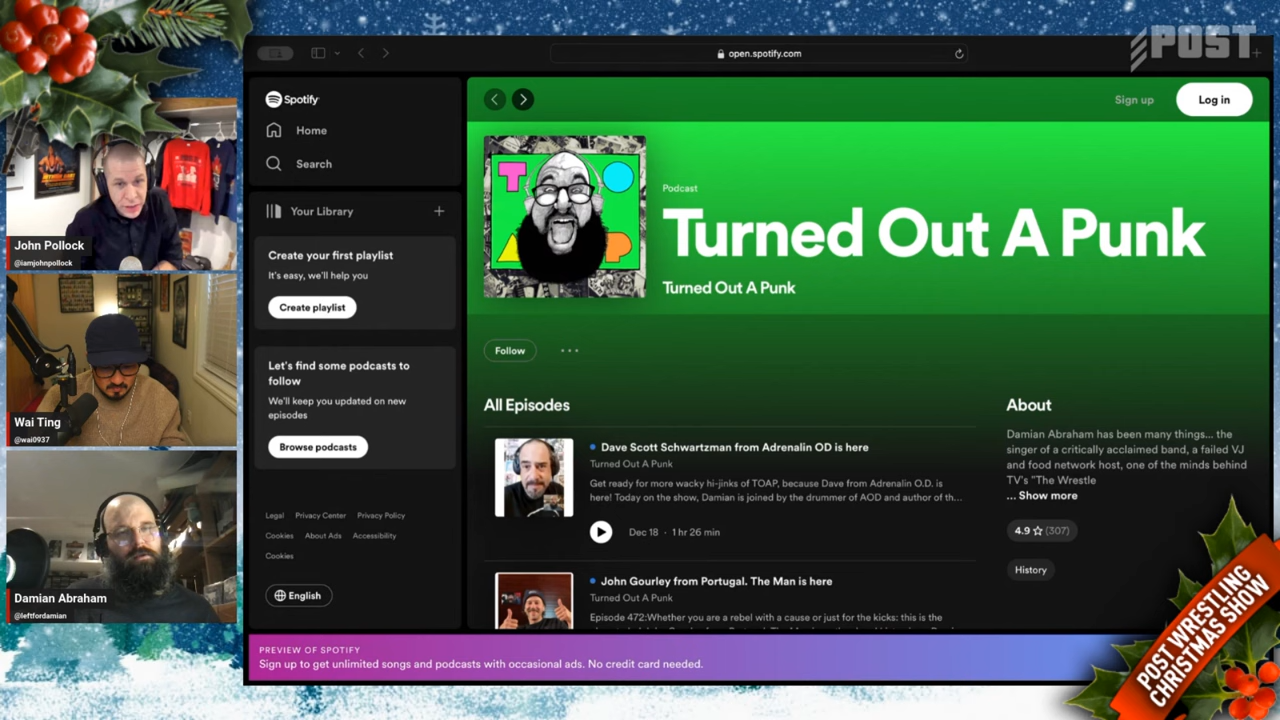 POST
open.spotify.com
Spotify
Home
Search
Your Library
Create your first playlist
It's easy, we'll help you
Create playlist
Let's find some podcasts to
follow
We'll keep you updated on new
episodes
Browse podcasts
Legal Privacy Center Privacy Policy
Cookies About Ads Accessibility
Cookies
English
Sign up
Log in
T
P
Podcast
Turned Out A Punk
Turned Out A Punk
Follow
All Episodes
Dave Scott Schwartzman from Adrenalin OD is here
Turned Out A Punk
Get ready for more wacky hi-jinks of TOAP, because Dave from Adrenalin O.D. is
here! Today on the show, Damian is joined by the drummer of AOD and author of th...
Dec 18 · 1 hr 26 min
John Gourley from Portugal. The Man is here
Turned Out A Punk
Episode 472:Whether you are a rebel with a cause or just for the kicks: this is the
About
Damian Abraham has been many things... the
singer of a critically acclaimed band, a failed VJ
and food network host, one of the minds behind
TV's "The Wrestle
... Show more
4.9 (307)
History
PREVIEW OF SPOTIFY
Sign up to get unlimited songs and podcasts with occasional ads. No credit card needed.
John Pollock
@iamjohnpollock
Wai Ting
@wai0937
Damian Abraham
@leftfordamian
POST WRESTLING
CHRISTMAS SHOW